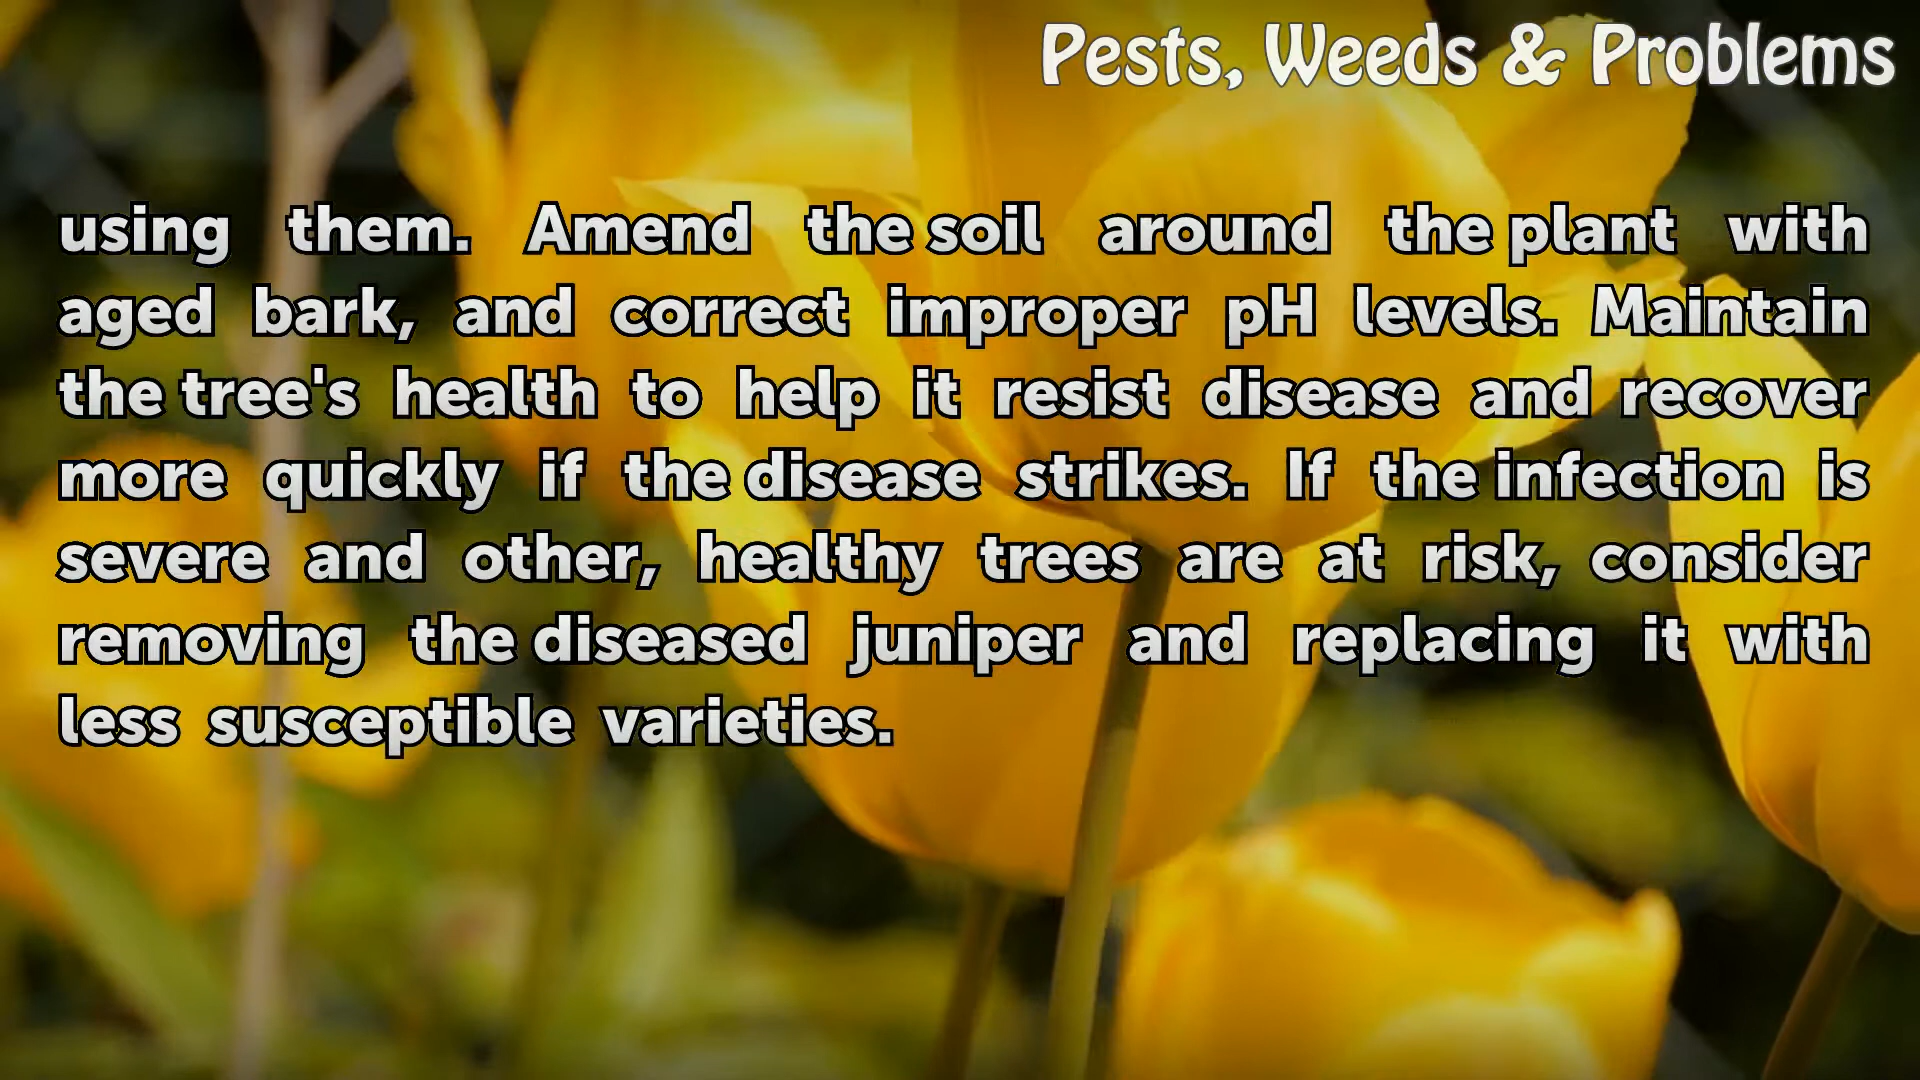 Pests, Weeds & Problems
using them. Amend the soil around the plant with
aged bark, and correct improper pH levels. Maintain
the tree's health to help it resist disease and recover
more quickly if the disease strikes. If the infection is
severe and other, healthy trees are at risk, consider
removing the diseased juniper and replacing it with
less susceptible varieties.